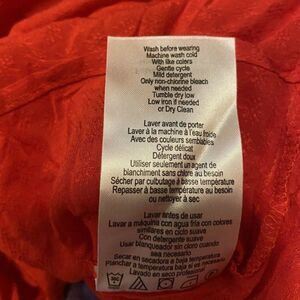 Wash before wearing
Machine wash cold
With like colors
Gentle cycle
Mild detergent
Only non-chlorine bleach
when needed
Tumble dry low
Low iron if needed
or Dry Clean
Laver avant de porter
Laver à la machine à l'eau froide
Avec des couleurs semblables
Cycle délicat
Détergent doux
Utiliser seulement un agent de
blanchiment sans chlore au besoin
Sécher par culbutage à basse température
Repasser à basse température au besoin
ou nettoyer à sec
Lavar antes de usar
Lavar a máquina con agua fría con colores
similares en ciclo suave
Con detergente suave
Usar blanqueador sin cloro cuando
sea necesario
Secar en secadora a baja temperatura
Planchar a temperatura baja si es necesario
Lavado en seco profesional